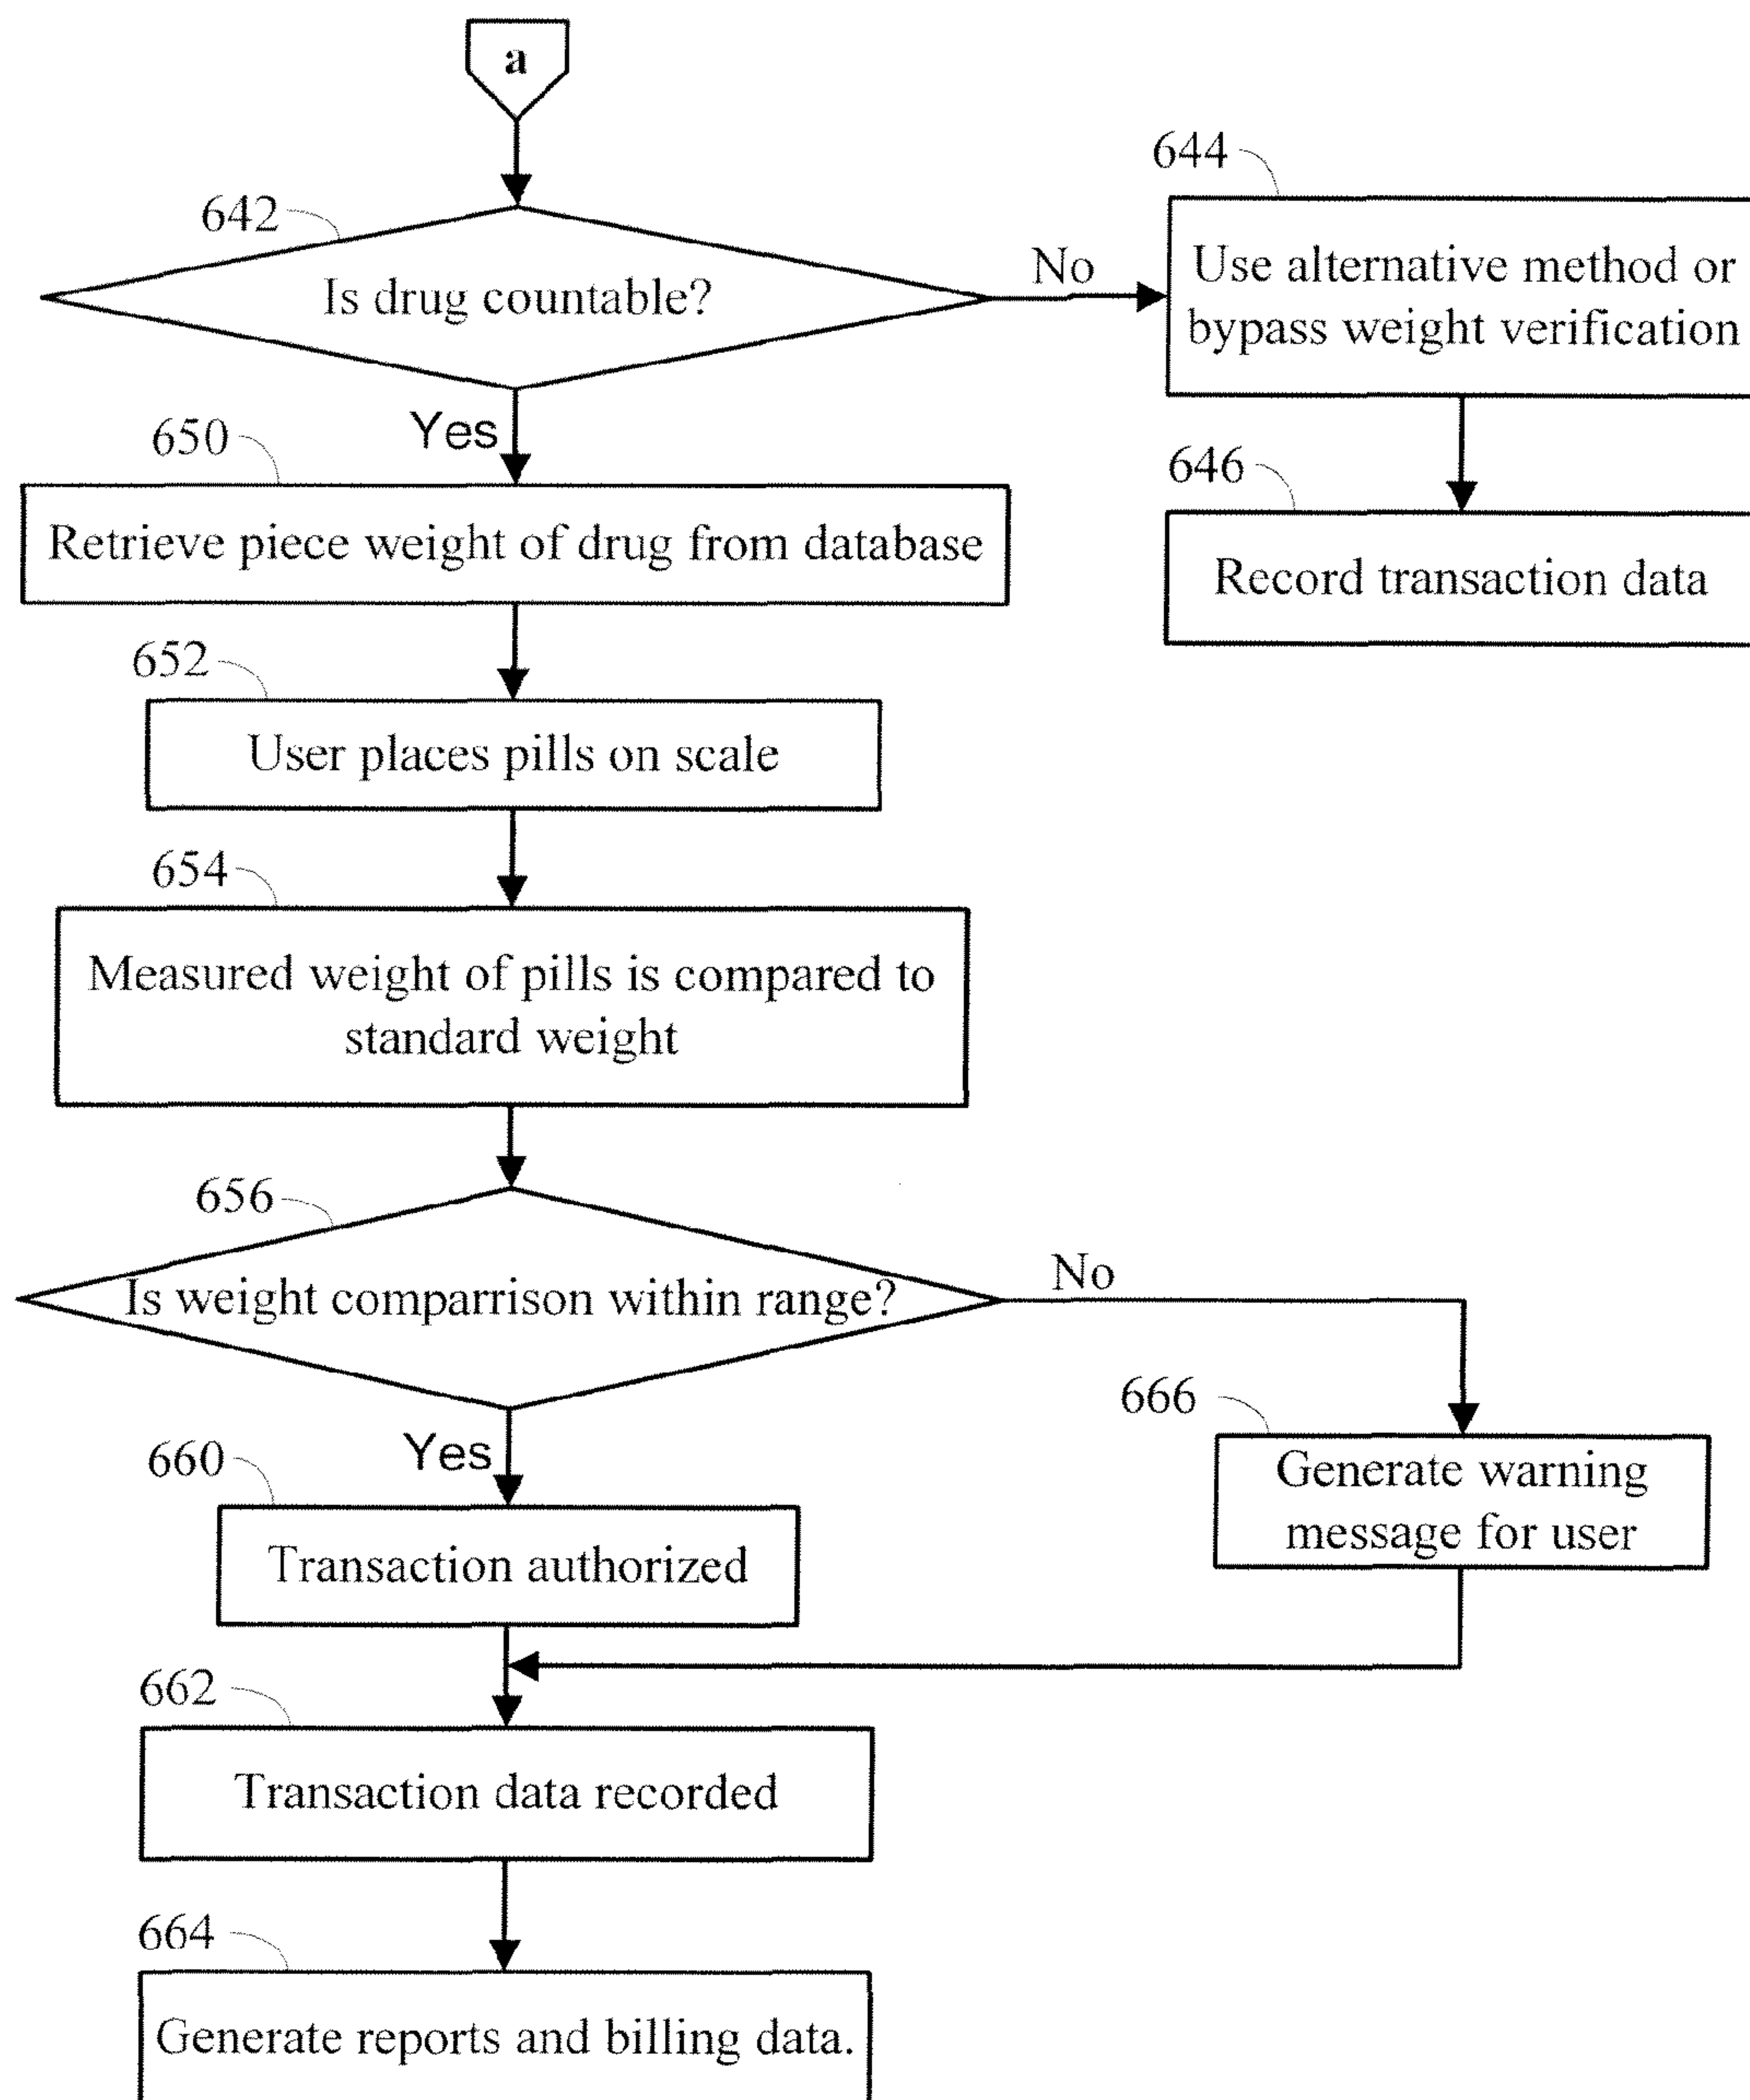 a
644
642
Is drug countable?
No
Use alternative method or
bypass weight verification
Yes
650
Retrieve piece weight of drug from database
646
Record transaction data
652
User places pills on scale
654
Measured weight of pills is compared to
standard weight
656
Is weight comparrison within range?
No
666
Generate warning
message for user
Yes
660
Transaction authorized
662
Transaction data recorded
664
Generate reports and billing data.